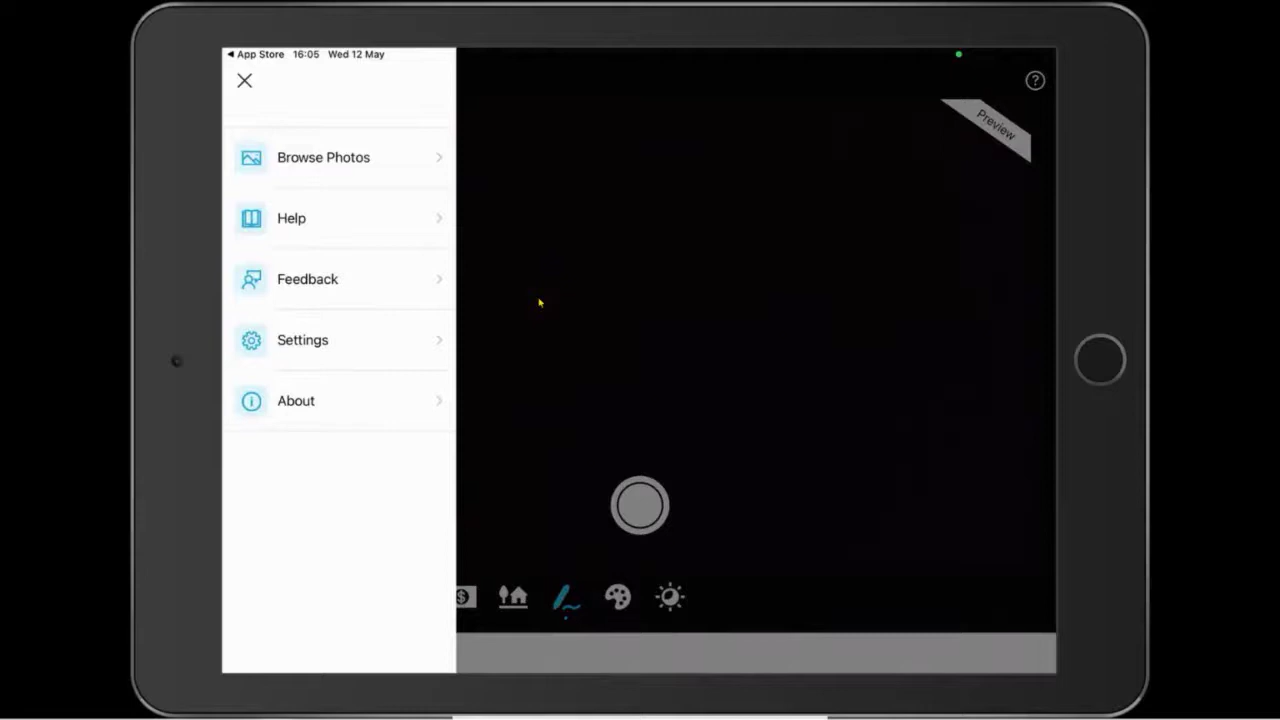 ◀ App Store 16:05 Wed 12 May
Preview
Browse Photos
Help
Feedback
Settings
About